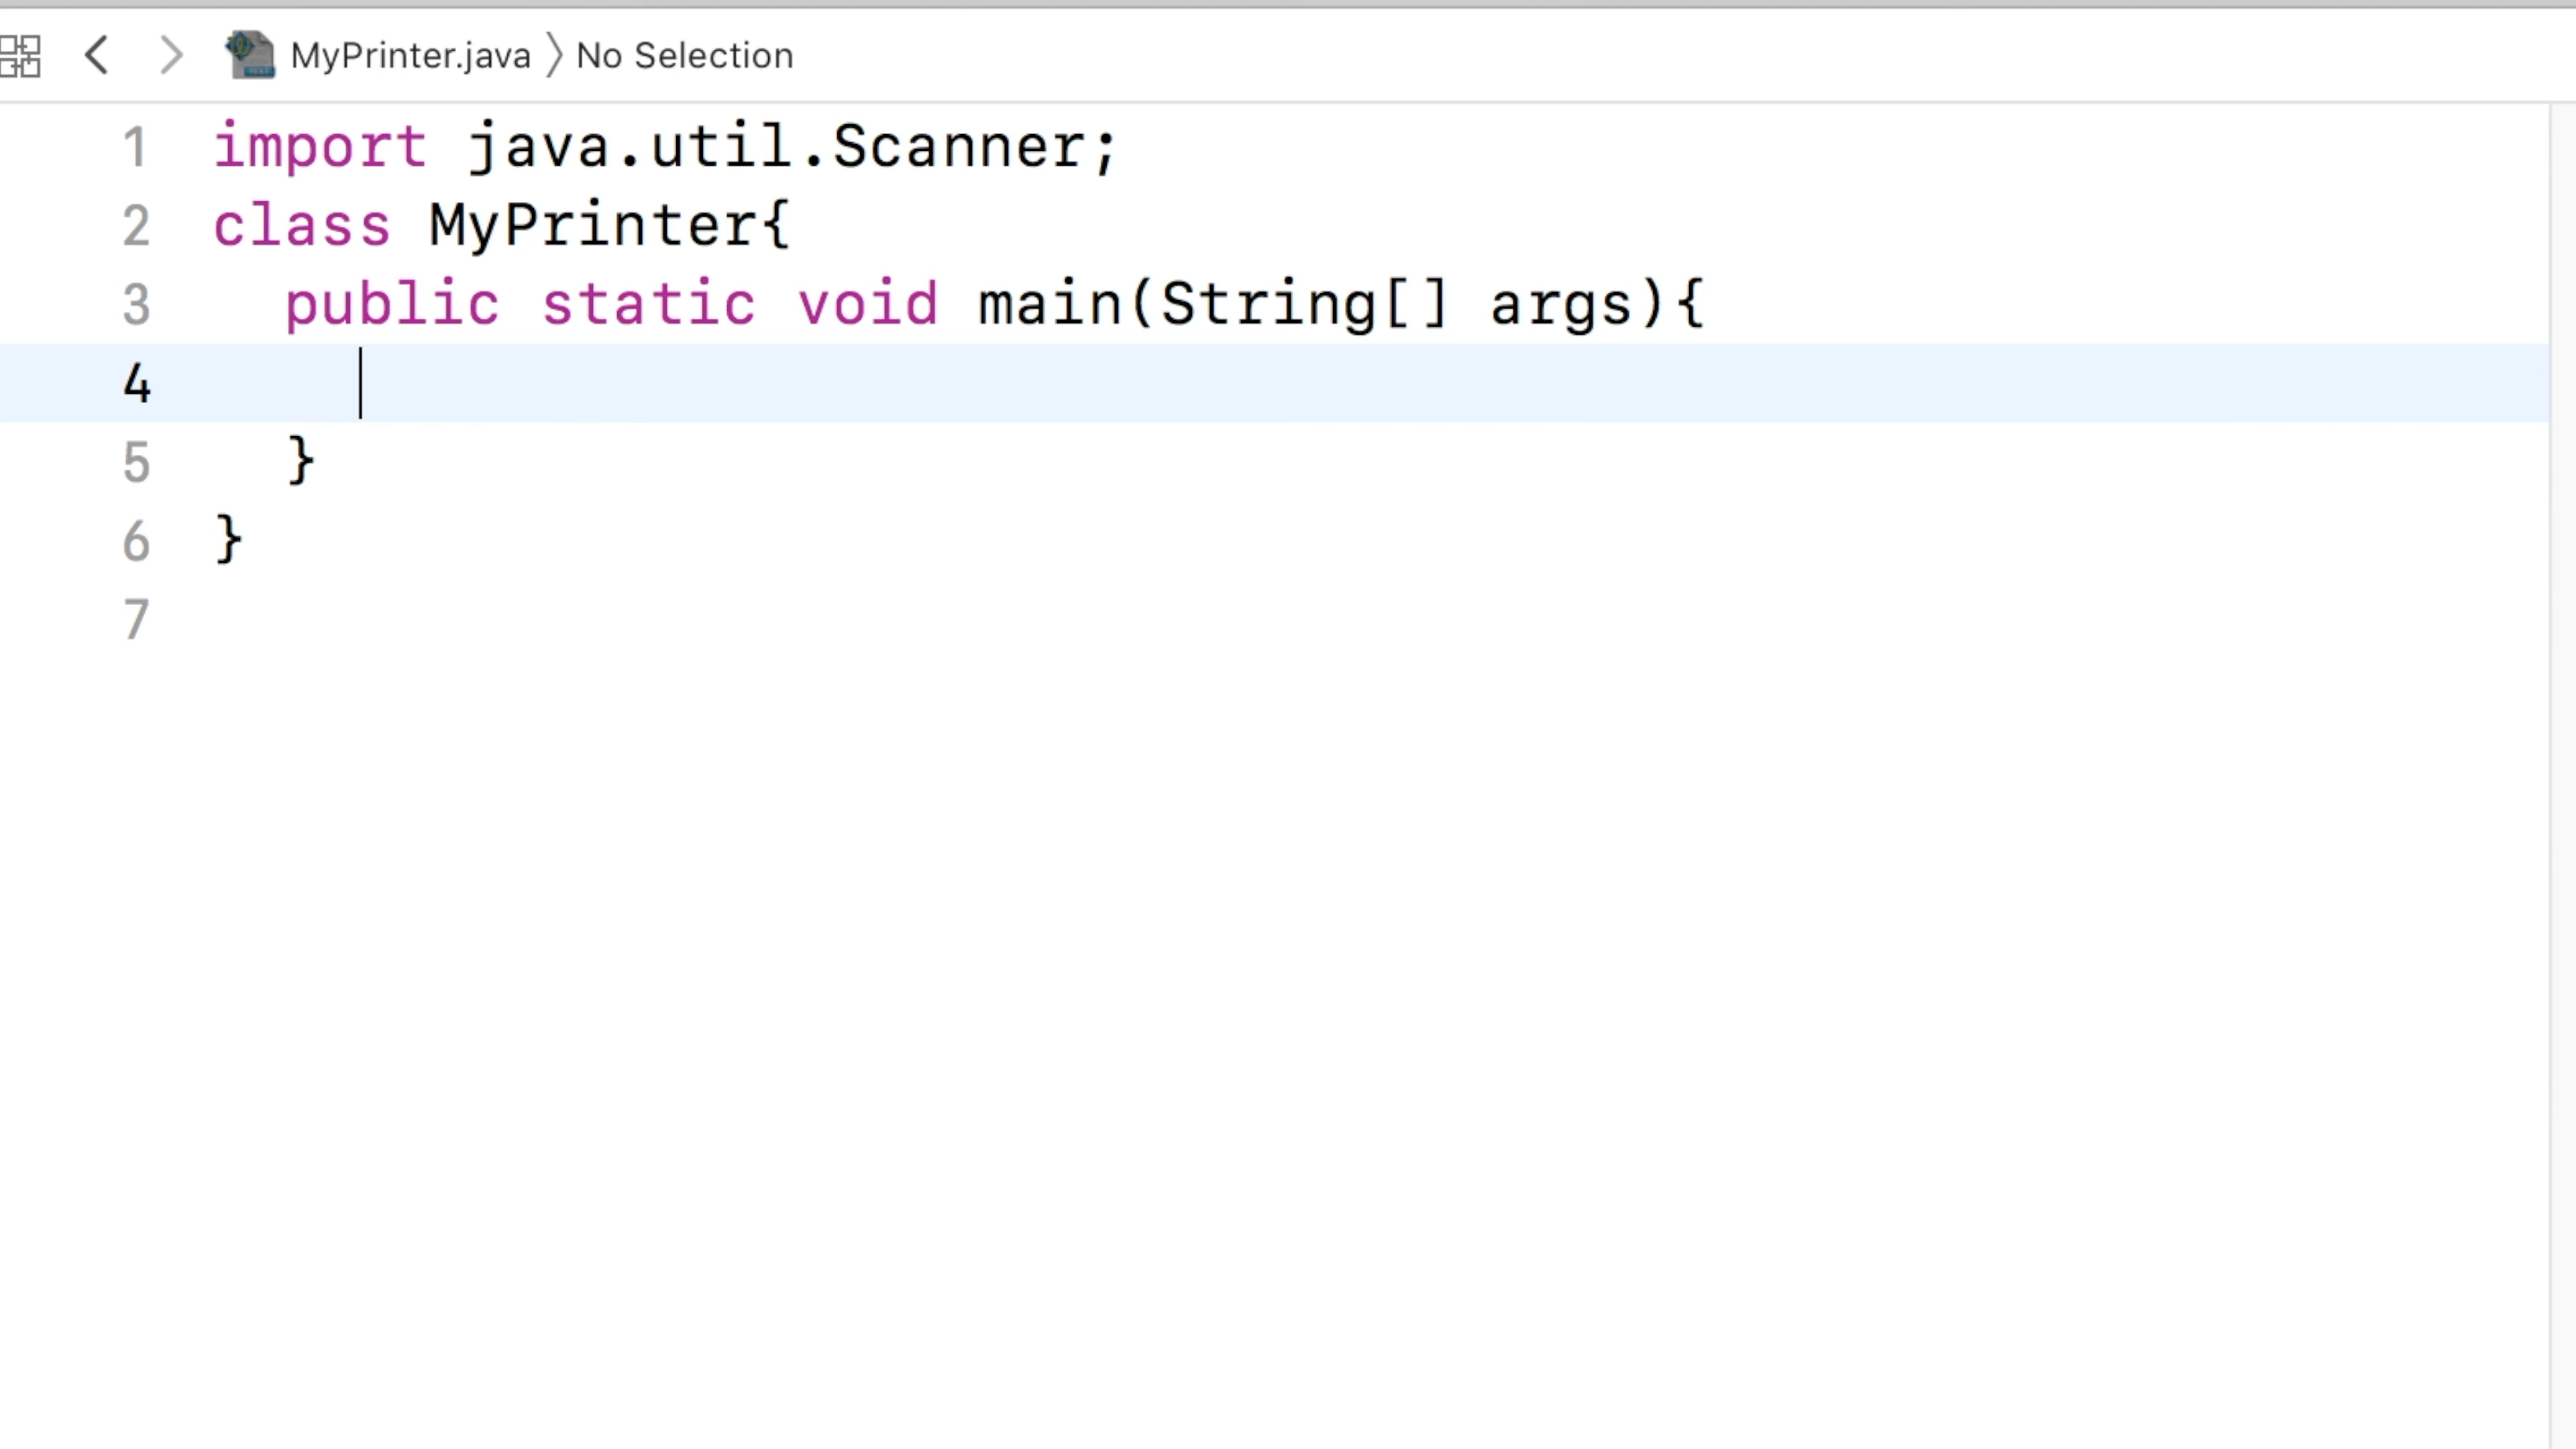 MyPrinter.java 〉 No Selection
1 import java.util.Scanner;
2 class MyPrinter{
3   public static void main(String[] args){
4
5   }
6 }
7